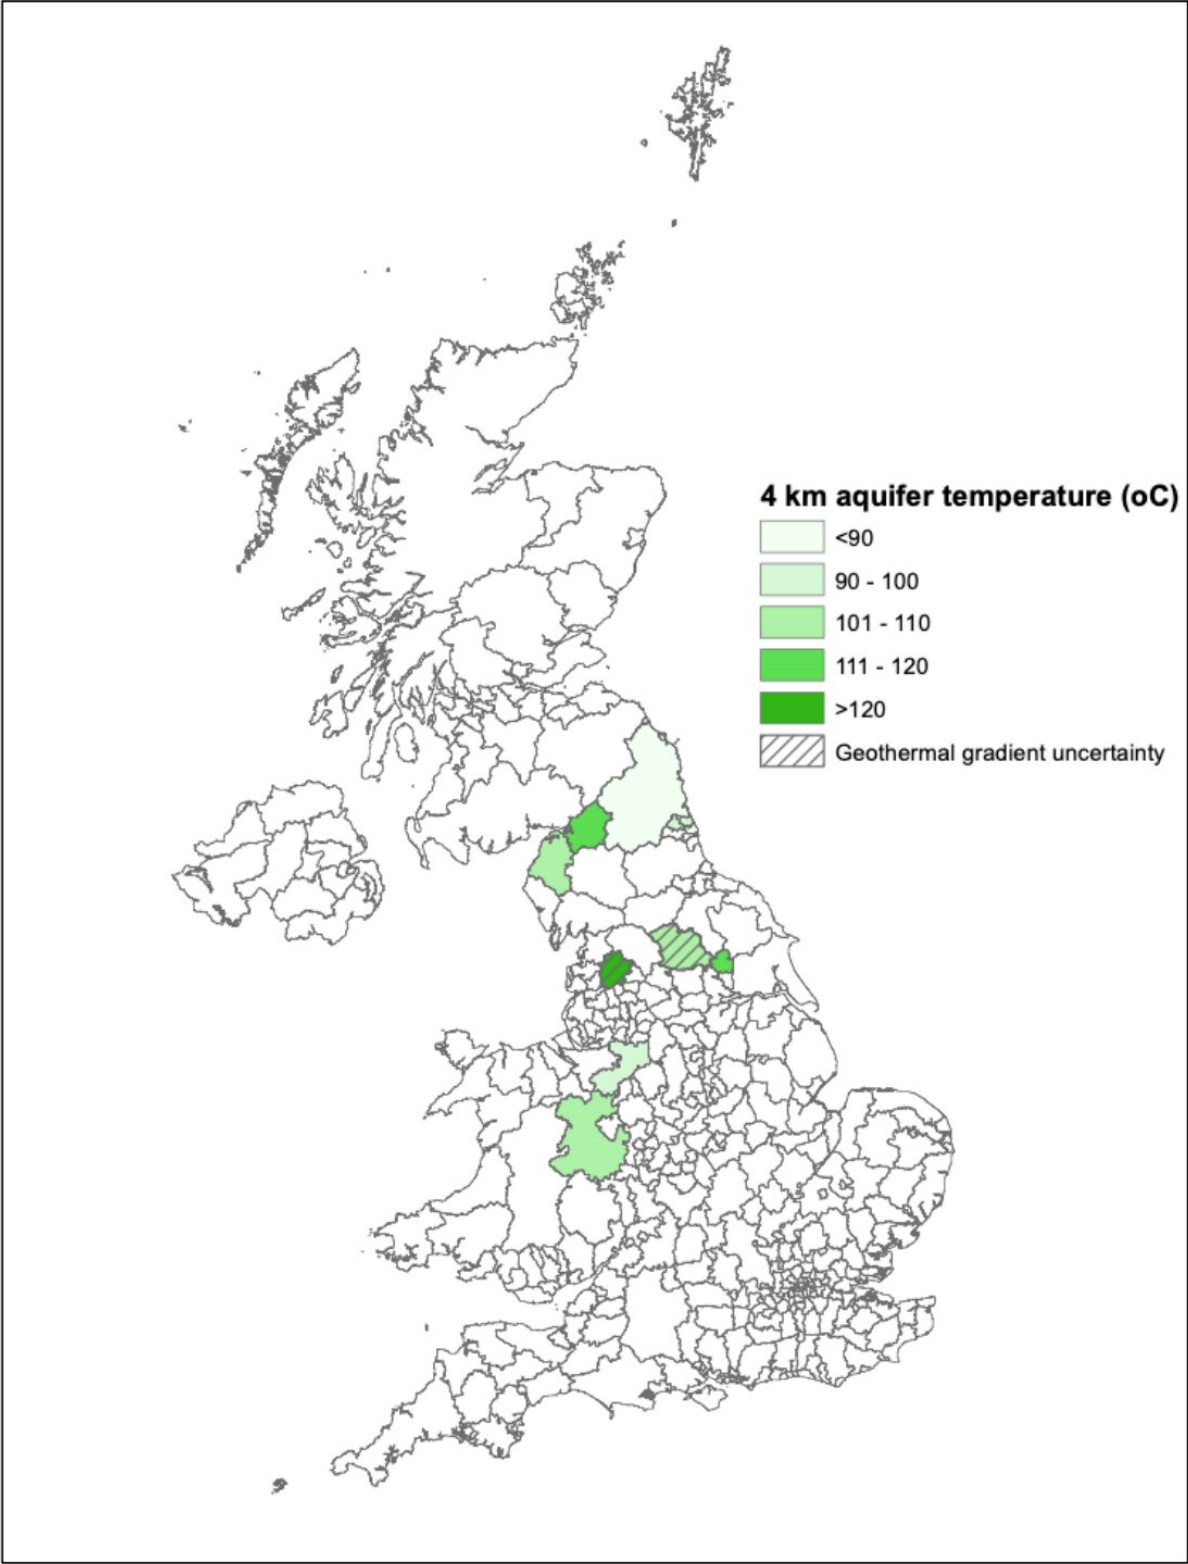 4 km aquifer temperature (oC)
<90
90 - 100
101 - 110
111 - 120
>120
Geothermal gradient uncertainty